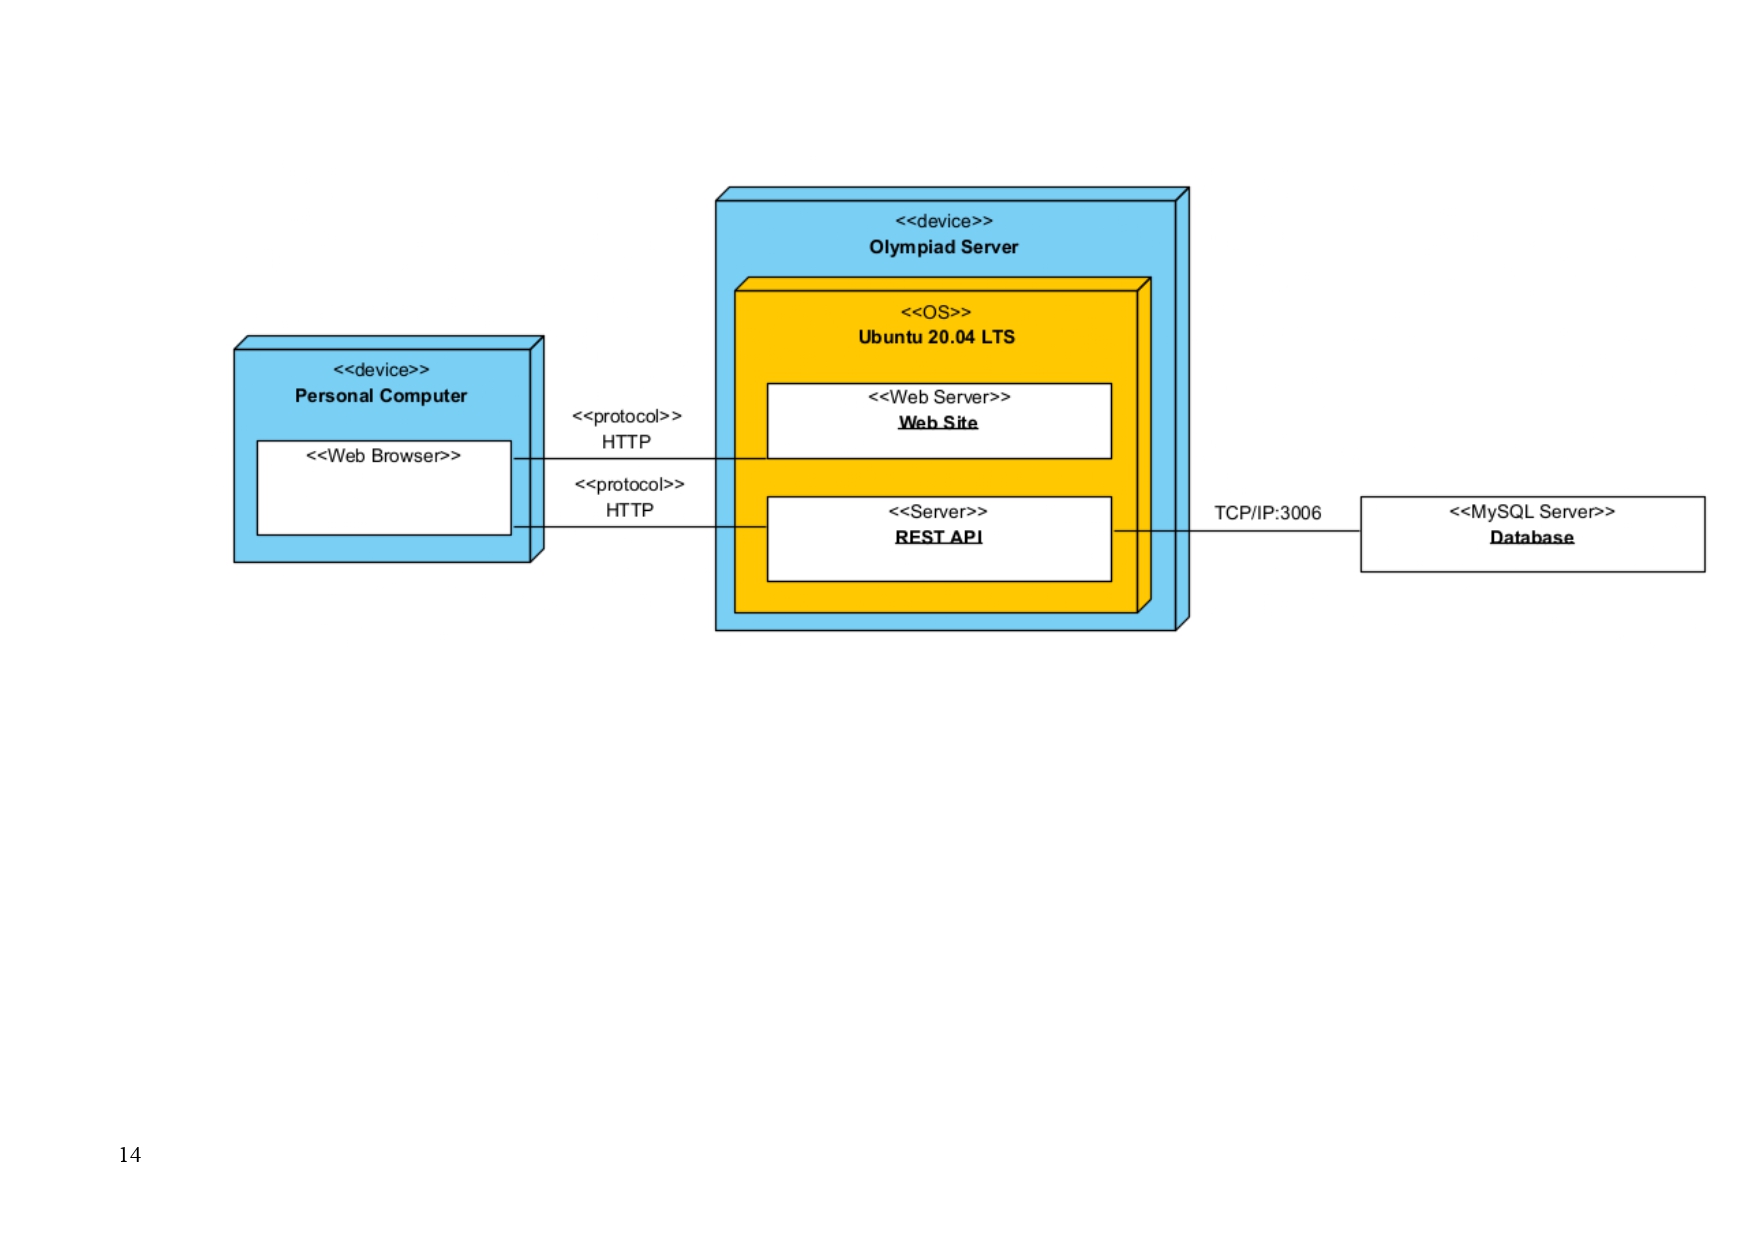 <<device>>
Personal Computer
<<Web Browser>>
<<protocol>>
HTTP
<<protocol>>
HTTP
<<device>>
Olympiad Server
<<OS>>
Ubuntu 20.04 LTS
<<Web Server>>
Web Site
<<Server>>
REST API
TCP/IP:3006
<<MySQL Server>>
Database
14